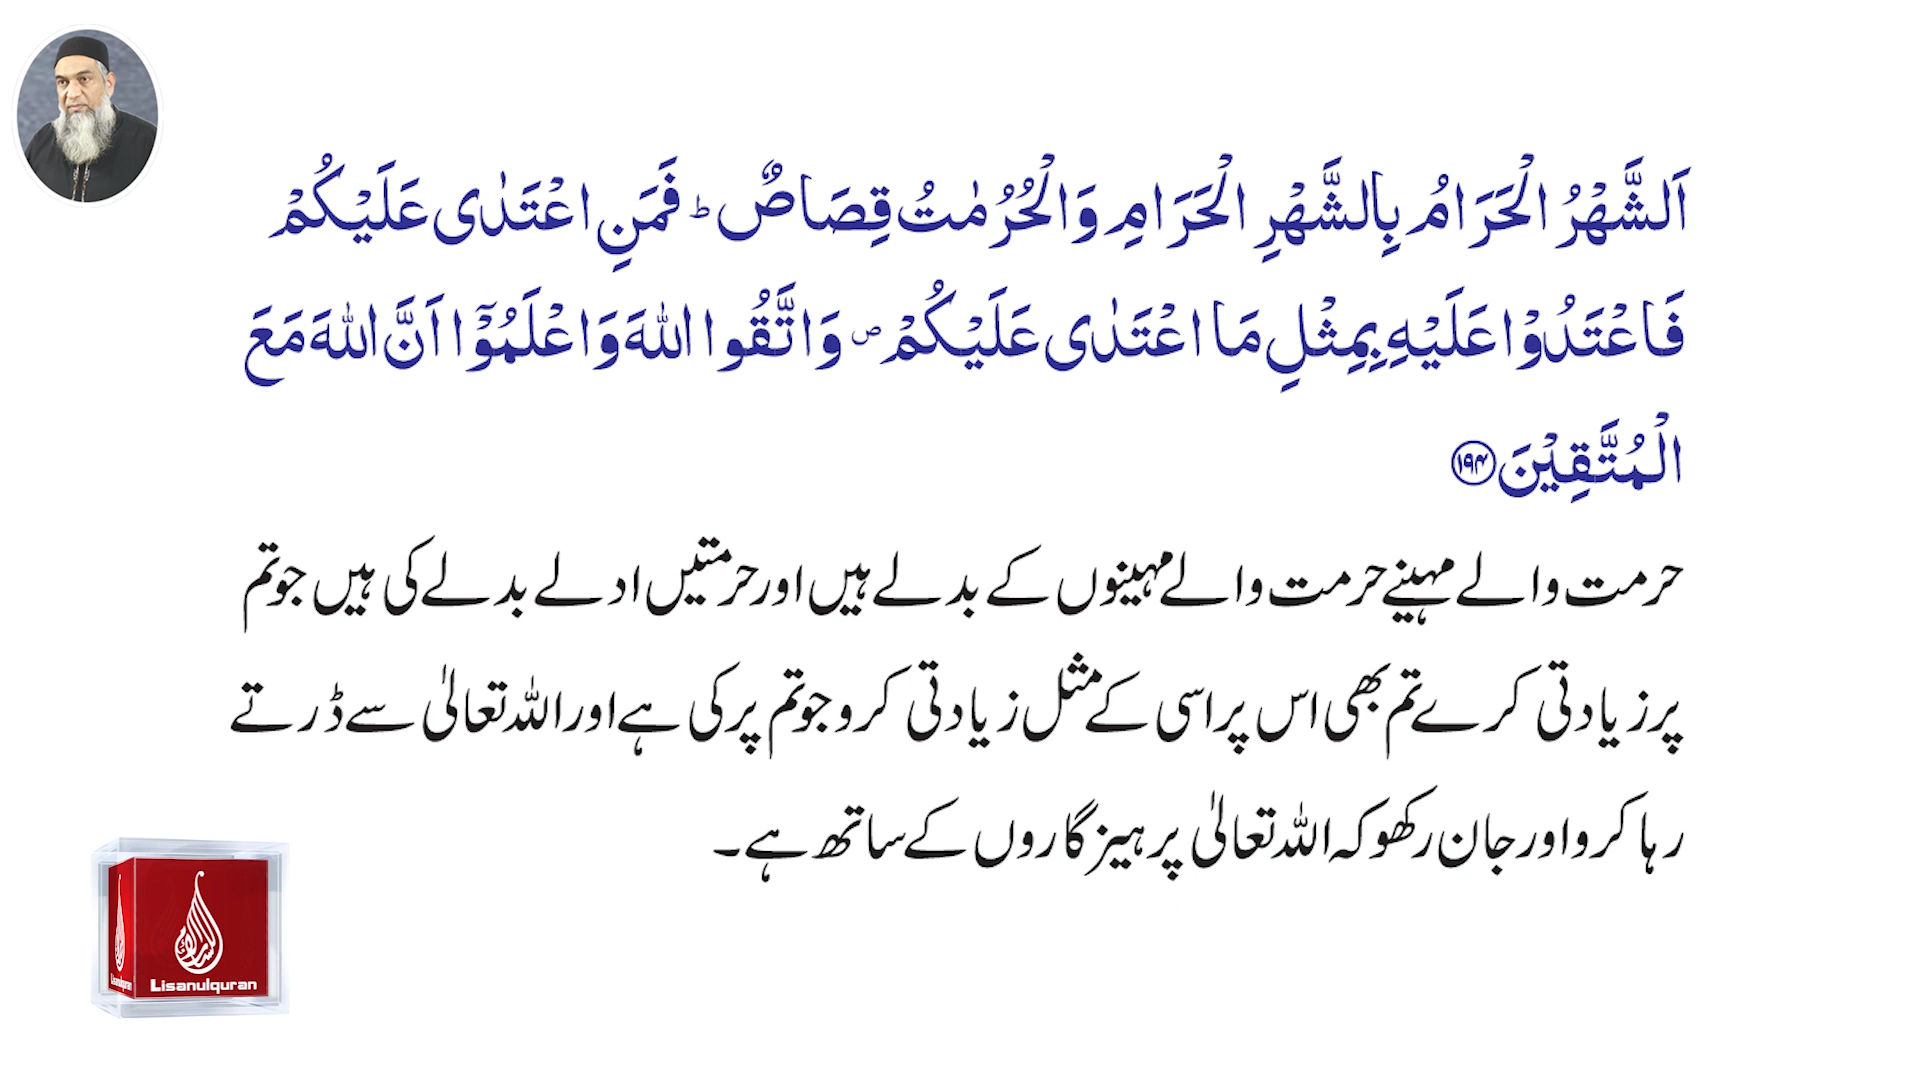 اَلشَّهْرُ الْحَرَامُ بِالشَّهْرِ الْحَرَامِ وَالْحُرُمٰتُ قِصَاصٌ ؕ فَمَنِ اعْتَدٰى عَلَيْكُمْ
فَاعْتَدُوْا عَلَيْهِ بِمِثْلِ مَا اعْتَدٰى عَلَيْكُمْ ۪ وَاتَّقُوا اللّٰهَ وَاعْلَمُوْۤا اَنَّ اللّٰهَ مَعَ
الْمُتَّقِيْنَ ﴿۱۹۴﴾
حرمت والے مہینے حرمت والے مہینوں کے بدلے ہیں اور حرمتیں ادلے بدلے کی ہیں جو تم
پر زیادتی کرے تم بھی اس پر اسی کے مثل زیادتی کرو جو تم پر کی ہے اور اللہ تعالیٰ سے ڈرتے
رہا کرو اور جان رکھو کہ اللہ تعالیٰ پرہیزگاروں کے ساتھ ہے۔
Lisanulquran